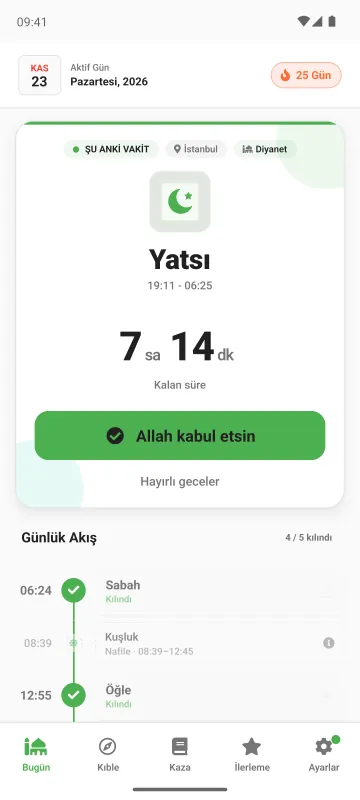 09:41
KAS
23
Aktif Gün
Pazartesi, 2026
25 Gün
ŞU ANKİ VAKİT
İstanbul
Diyanet
Yatsı
19:11 - 06:25
7 sa 14 dk
Kalan süre
Allah kabul etsin
Hayırlı geceler
Günlük Akış
4 / 5 kılındı
06:24
Sabah
Kılındı
08:39
Kuşluk
Nafile · 08:39–12:45
12:55
Öğle
Kılındı
Bugün
Kıble
Kaza
İlerleme
Ayarlar